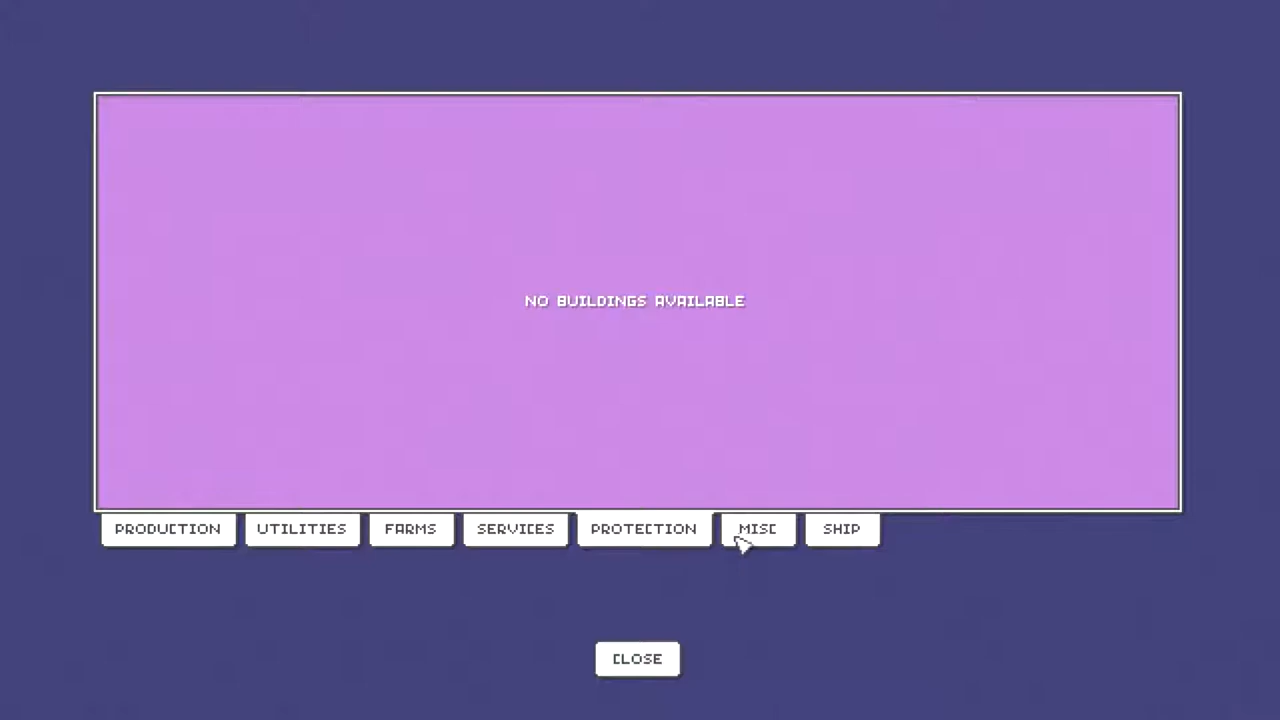 NO BUILDINGS AVAILABLE
PRODUCTION UTILITIES FARMS SERVICES PROTECTION MISC SHIP
CLOSE